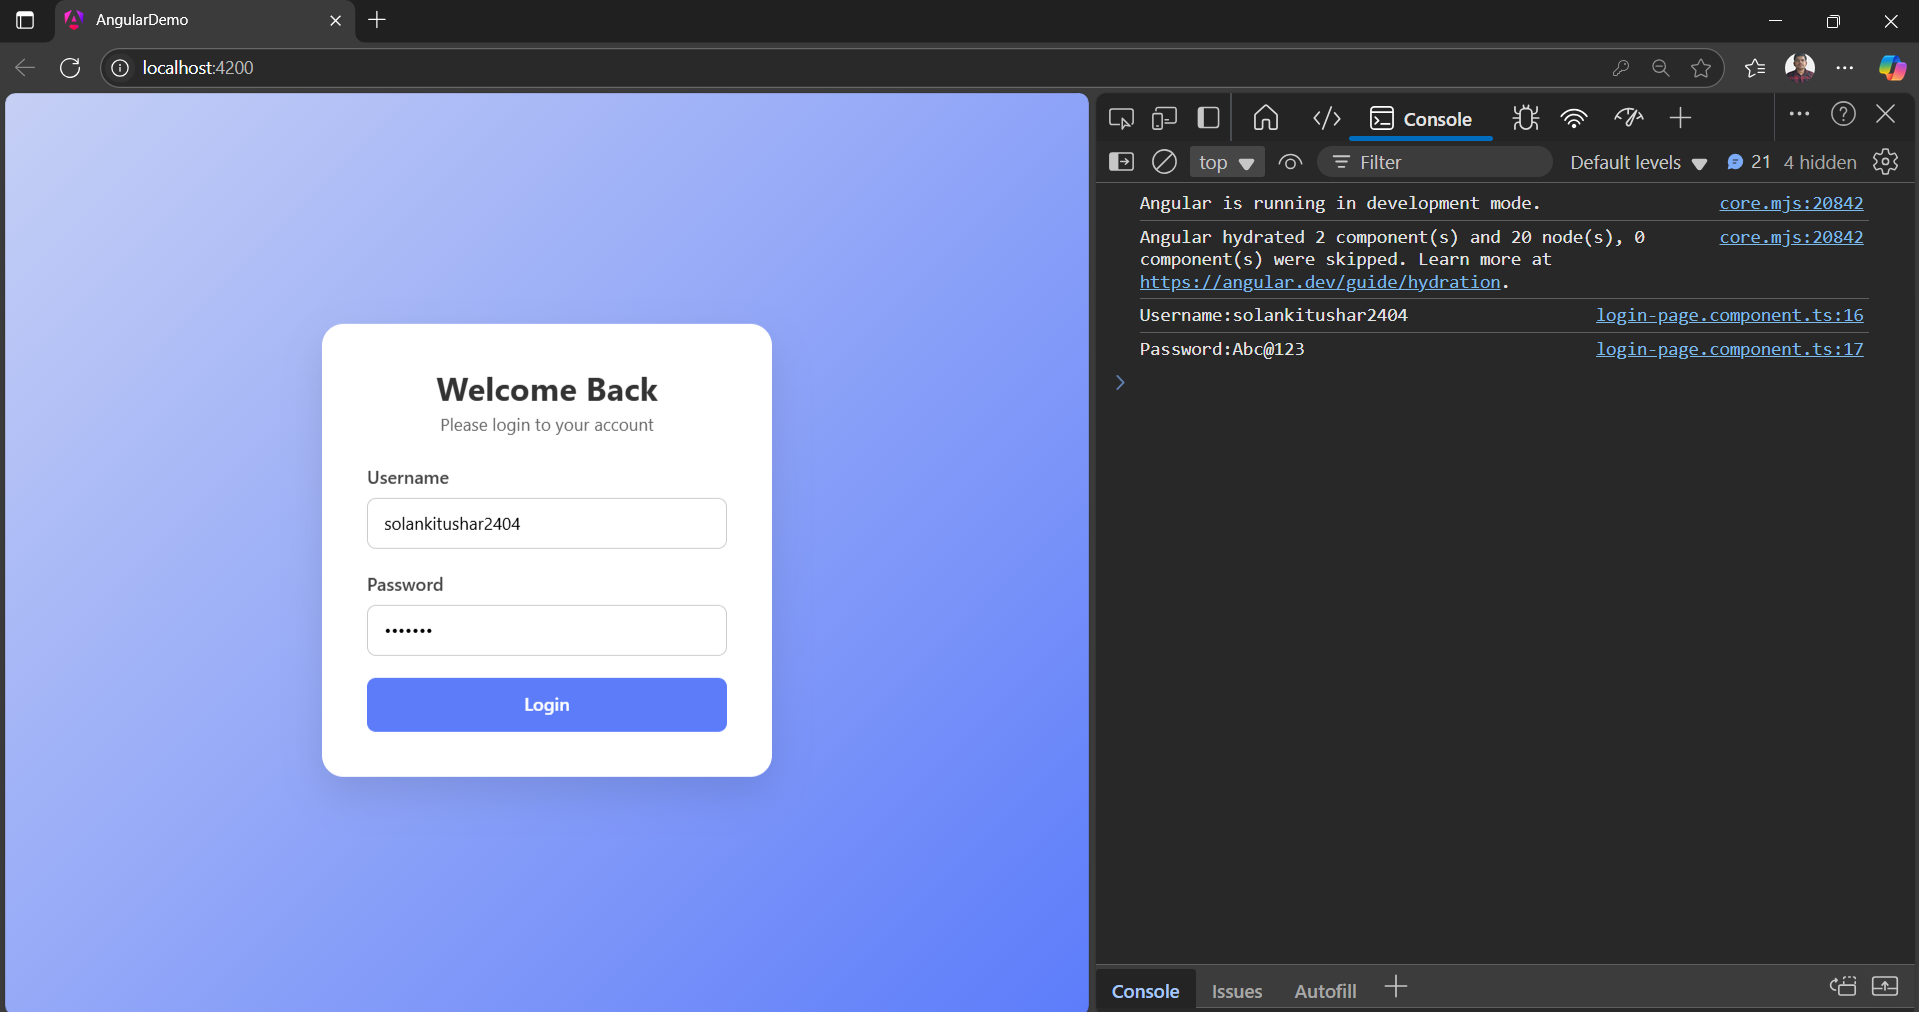 AngularDemo
localhost:4200
Console
top
Filter
Default levels
21
4 hidden
Angular is running in development mode. core.mjs:20842
Angular hydrated 2 component(s) and 20 node(s), 0 core.mjs:20842
component(s) were skipped. Learn more at
https://angular.dev/guide/hydration.
Username:solankitushar2404 login-page.component.ts:16
Password:Abc@123 login-page.component.ts:17
Welcome Back
Please login to your account
Username
solankitushar2404
Password
•••••••
Login
Console Issues Autofill